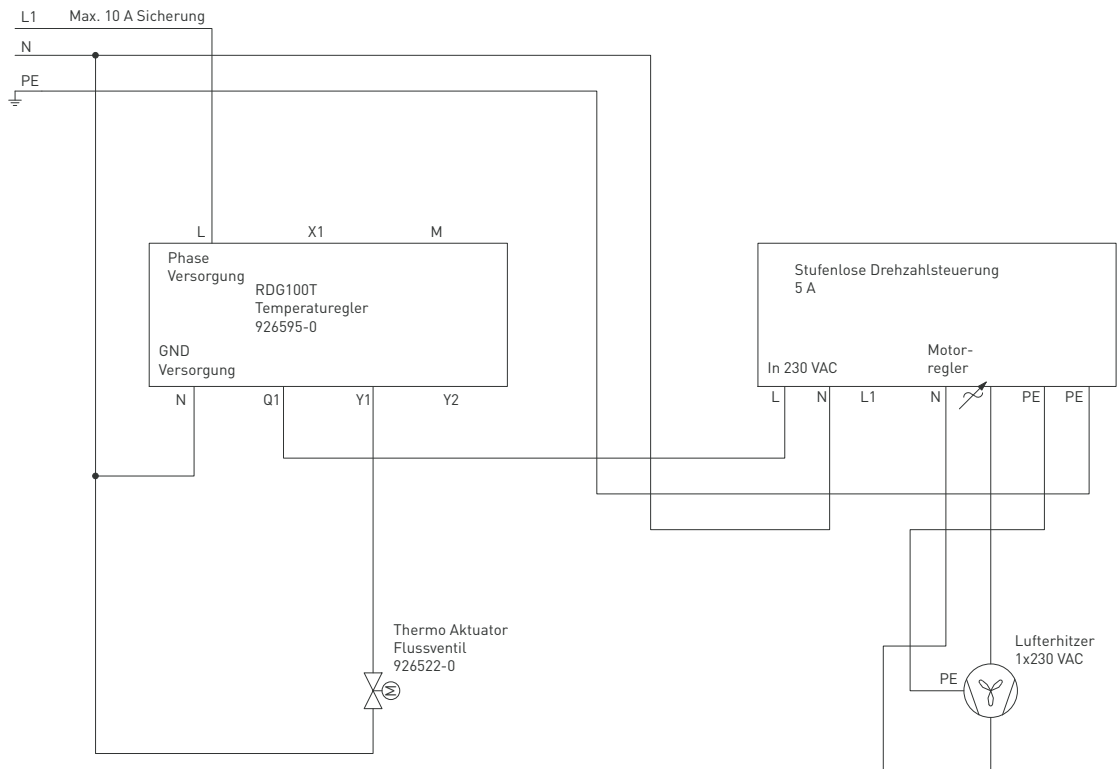 L1 Max. 10 A Sicherung
N
PE
L X1 M
Phase
Versorgung
RDG100T
Temperaturegler
926595-0
GND
Versorgung
N Q1 Y1 Y2
Stufenlose Drehzahlsteuerung
5 A
In 230 VAC
Motor-
regler
L N L1 N PE PE
Thermo Aktuator
Flussventil
926522-0
M
Lufterhitzer
1x230 VAC
PE